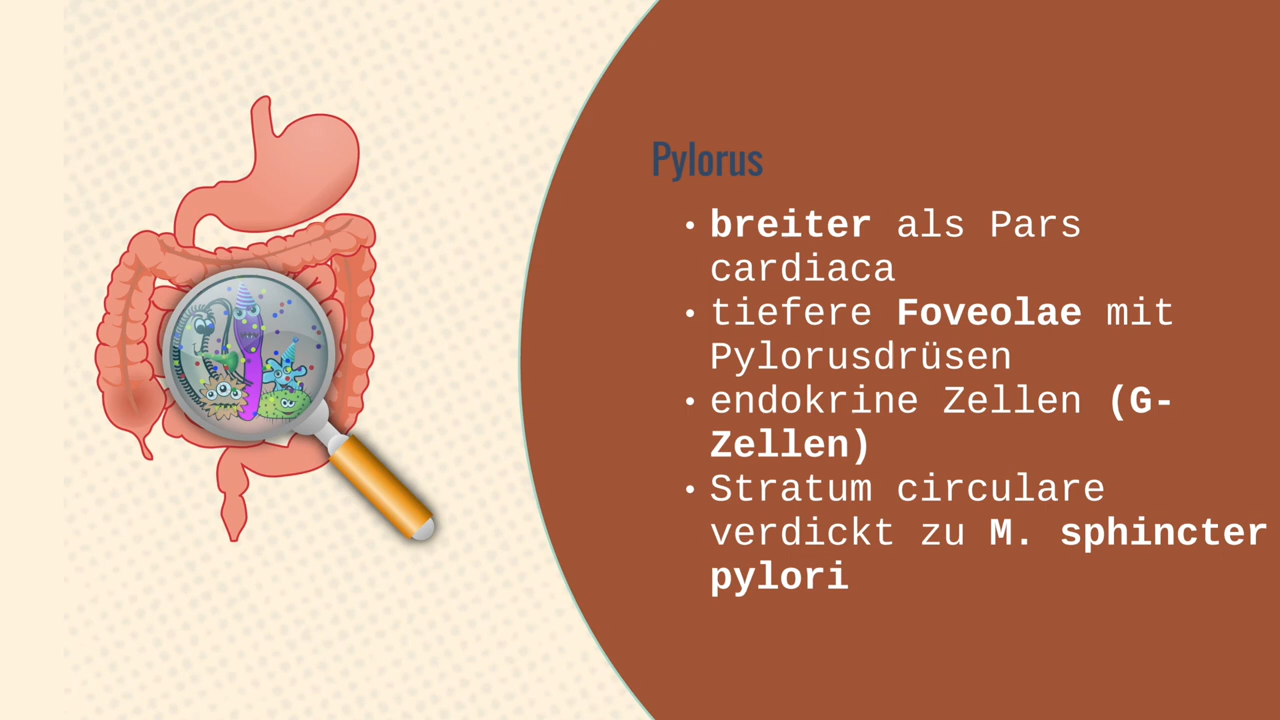 Pylorus
• breiter als Pars
cardiaca
• tiefere Foveolae mit
Pylorusdrüsen
• endokrine Zellen (G-
Zellen)
• Stratum circulare
verdickt zu M. sphincter
pylori